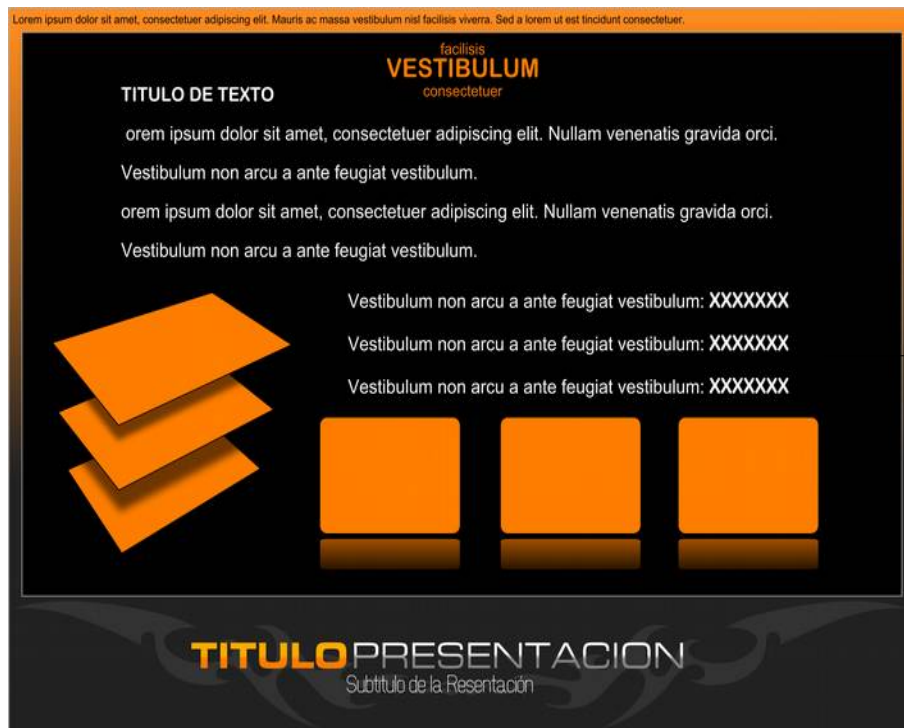 Lorem ipsum dolor sit amet, consectetuer adipiscing elit. Mauris ac massa vestibulum nisl facilisis viverra. Sed a lorem ut est tincidunt consectetuer.
facilisis
VESTIBULUM
consectetuer
TITULO DE TEXTO
orem ipsum dolor sit amet, consectetuer adipiscing elit. Nullam venenatis gravida orci.
Vestibulum non arcu a ante feugiat vestibulum.
orem ipsum dolor sit amet, consectetuer adipiscing elit. Nullam venenatis gravida orci.
Vestibulum non arcu a ante feugiat vestibulum.
Vestibulum non arcu a ante feugiat vestibulum: XXXXXXX
Vestibulum non arcu a ante feugiat vestibulum: XXXXXXX
Vestibulum non arcu a ante feugiat vestibulum: XXXXXXX
TITULOPRESENTACION
Subtitulo de la Resentación